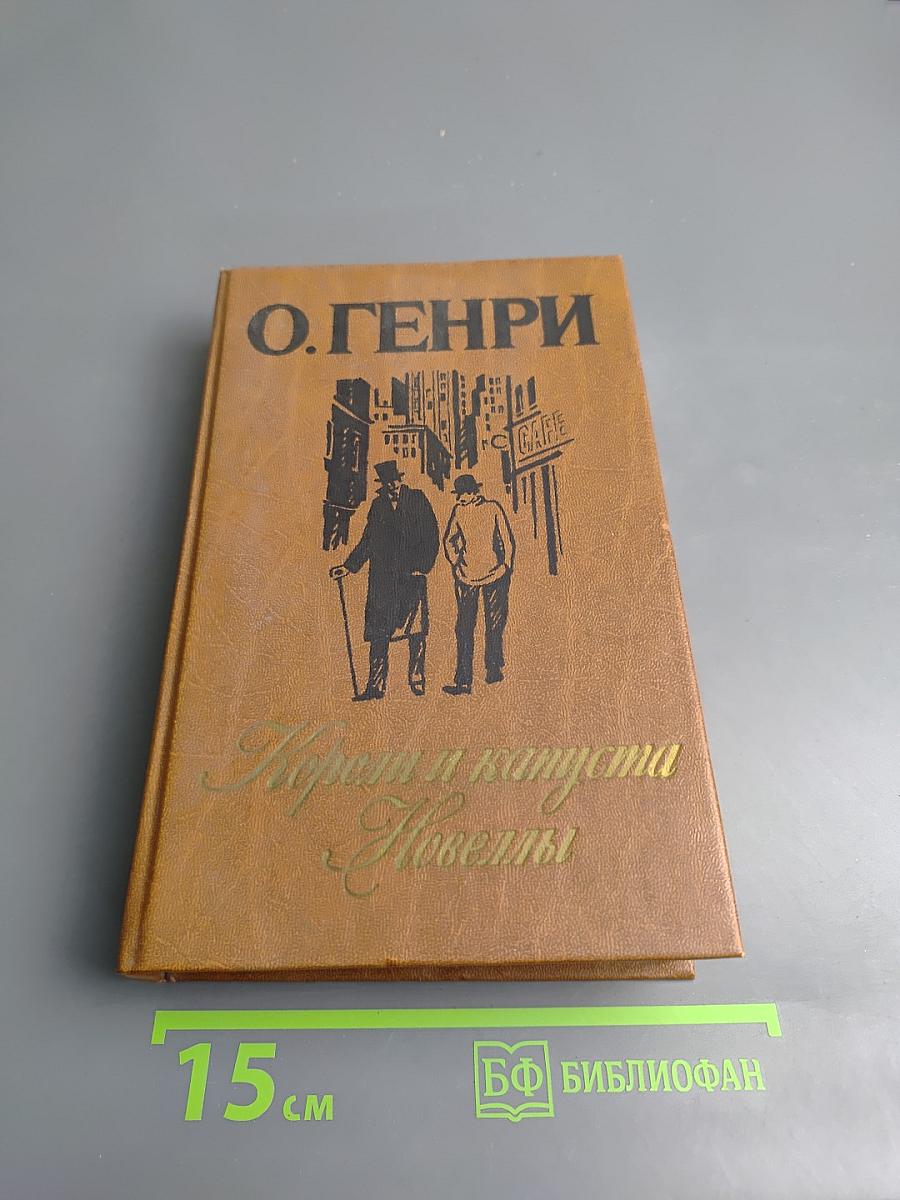 О. ГЕНРИ
CAFE
Короли и капуста
Новеллы
15 см
БФ БИБЛИОФАН